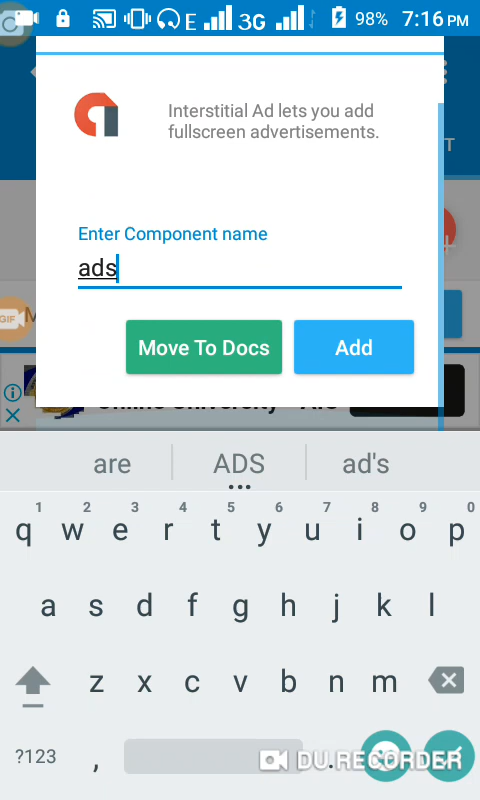 E 3G 98% 7:16 PM
Interstitial Ad lets you add
fullscreen advertisements.
T
Enter Component name
ads
GIF M
Move To Docs Add
are ADS ad's
1 2 3 4 5 6 7 8 9 0
q w e r t y u i o p
a s d f g h j k l
z x c v b n m
?123 , .
DU RECORDER